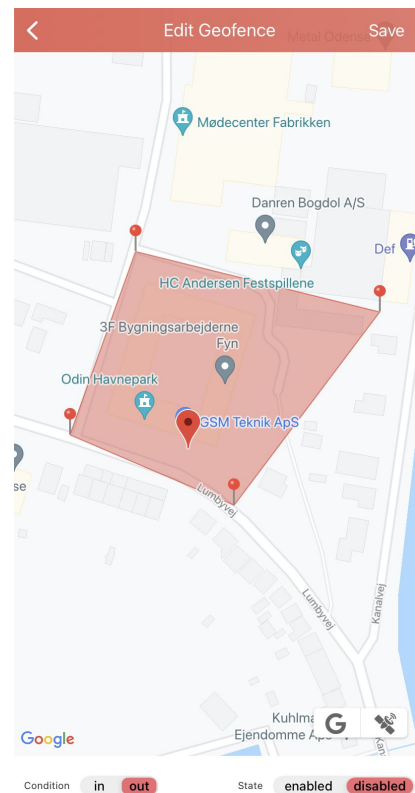 Edit Geofence
Save
Metal Odense
Mødecenter Fabrikken
Danren Bogdol A/S
Def
HC Andersen Festspillene
3F Bygningsarbejderne
Fyn
Odin Havnepark
GSM Teknik ApS
se
Lumbyvej
Lumbyvej
Kanalvej
Kuhlma
Ejendomme
G
Google
Kan
Condition in out
State enabled disabled